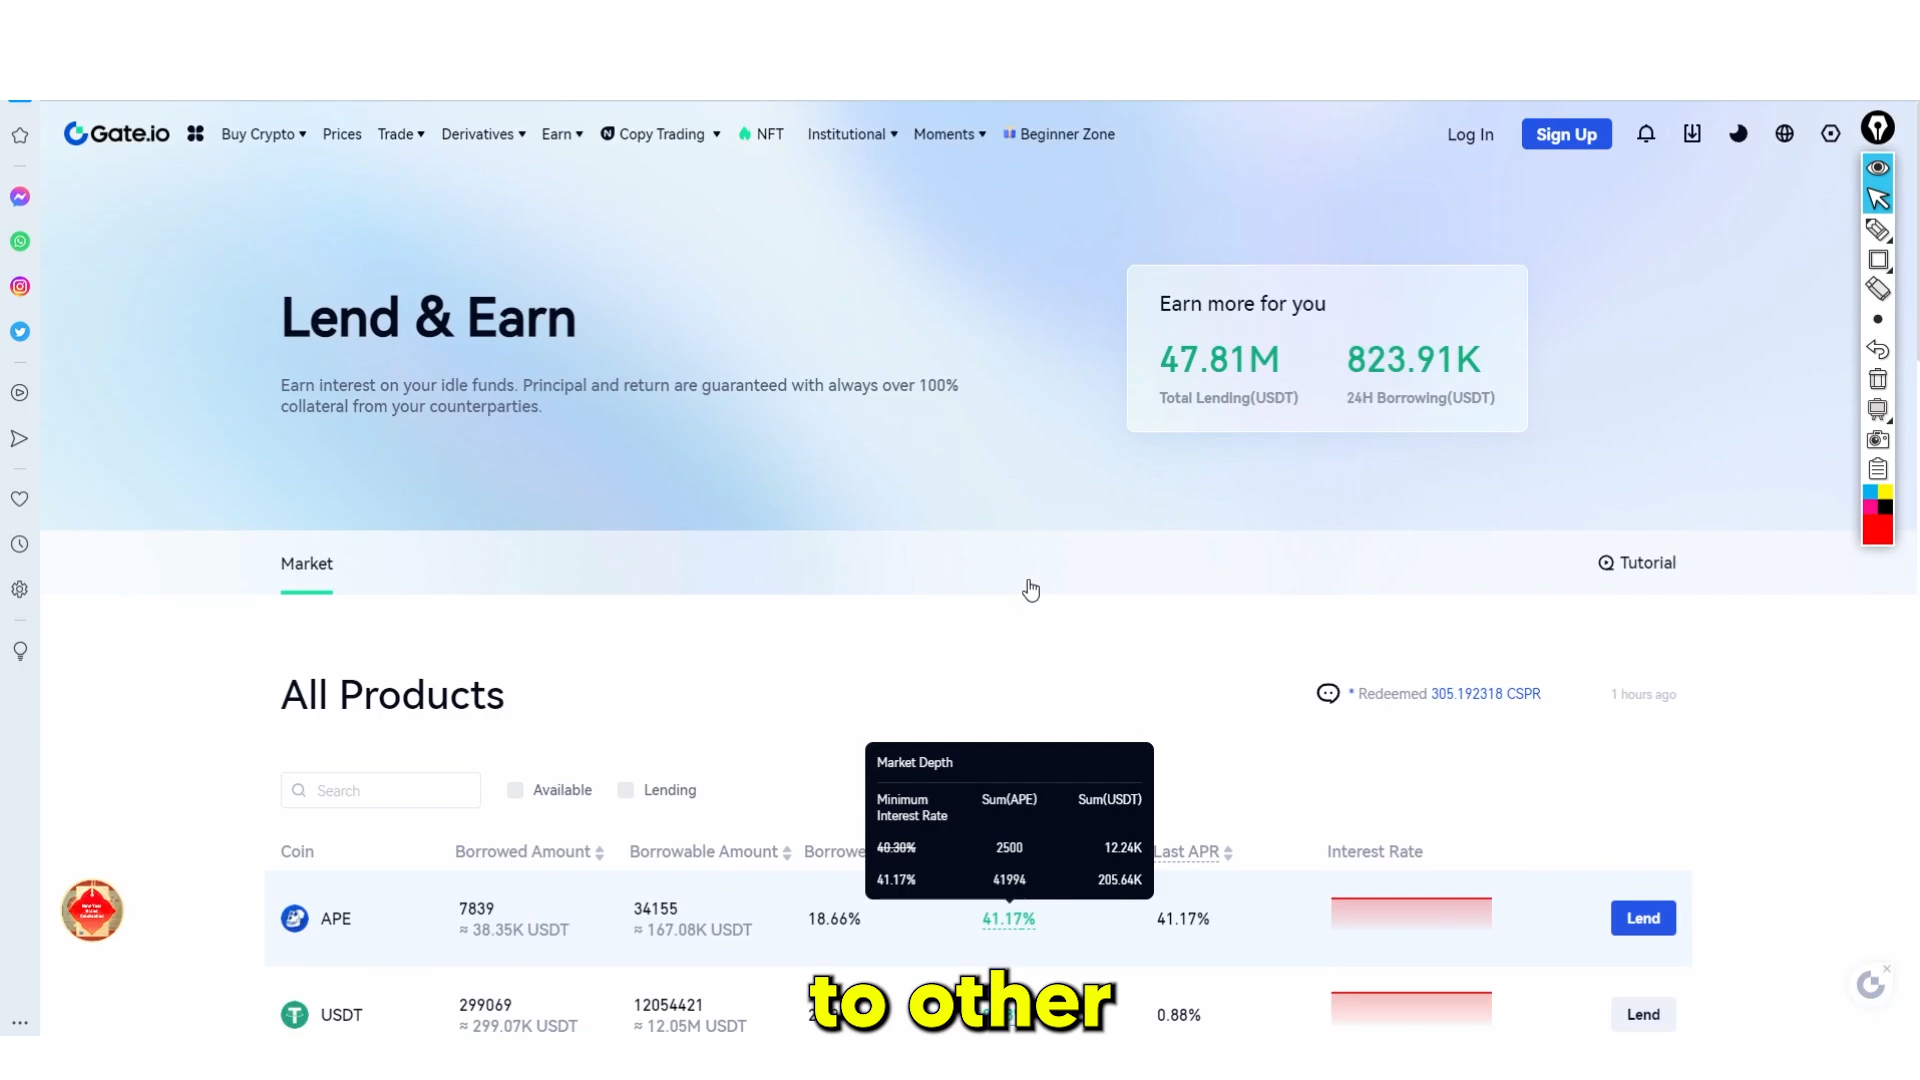 Gate.io
Buy Crypto
Prices
Trade
Derivatives
Earn
Copy Trading
NFT
Institutional
Moments
Beginner Zone
Log In
Sign Up
Lend & Earn
Earn interest on your idle funds. Principal and return are guaranteed with always over 100%
collateral from your counterparties.
Earn more for you
47.81M 823.91K
Total Lending(USDT) 24H Borrowing(USDT)
Market
Tutorial
All Products
* Redeemed 305.192318 CSPR
1 hours ago
Search
Available
Lending
Market Depth
Minimum
Interest Rate
Sum(APE) Sum(USDT)
40.30% 2500 12.24K
41.17% 41994 205.64K
Coin Borrowed Amount Borrowable Amount Last APR Interest Rate
APE 7839 34155 18.66% 41.17% 41.17% Lend
≈ 38.35K USDT ≈ 167.08K USDT
USDT 299069 12054421 0.88% Lend
≈ 299.07K USDT ≈ 12.05M USDT
to other